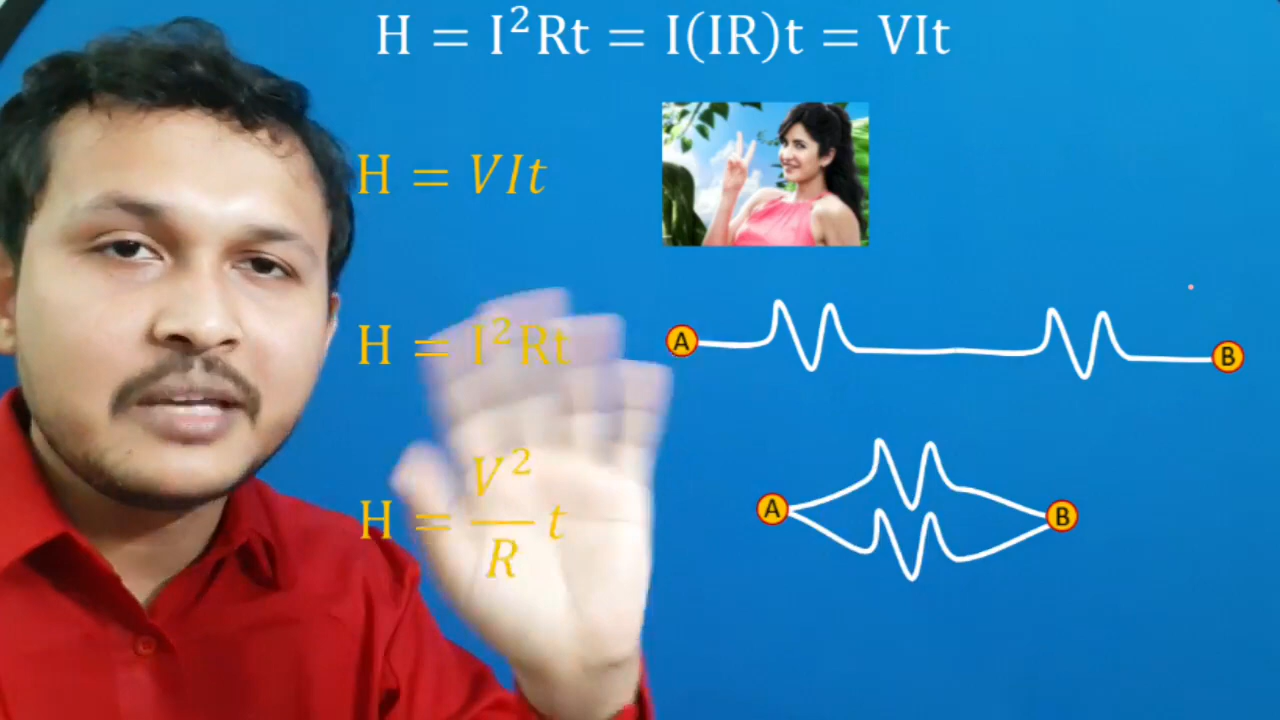 H = I²Rt = I(IR)t = VIt
H = VIt
H = I²Rt
A B
H = V²/R t
A B